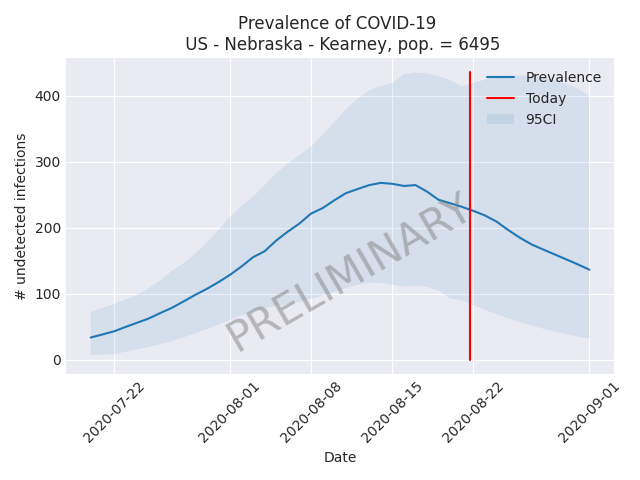 Prevalence of COVID-19
US - Nebraska - Kearney, pop. = 6495
# undetected infections
400
300
200
100
0
Prevalence
Today
95CI
PRELIMINARY
2020-07-22
2020-08-01
2020-08-08
2020-08-15
2020-08-22
2020-09-01
Date